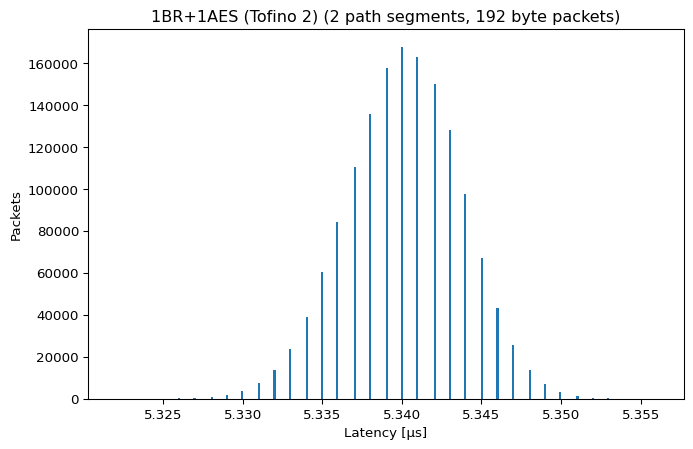 1BR+1AES (Tofino 2) (2 path segments, 192 byte packets)
160000
140000
120000
100000
80000
60000
40000
20000
0
Packets
5.325 5.330 5.335 5.340 5.345 5.350 5.355
Latency [µs]